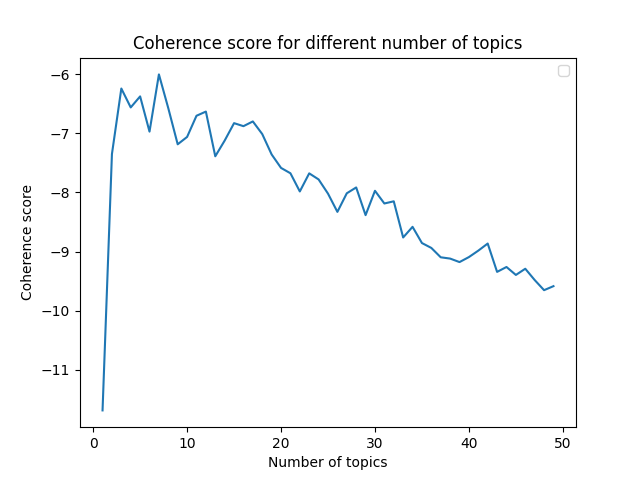 Coherence score for different number of topics
−6
−7
−8
−9
−10
−11
Coherence score
0 10 20 30 40 50
Number of topics